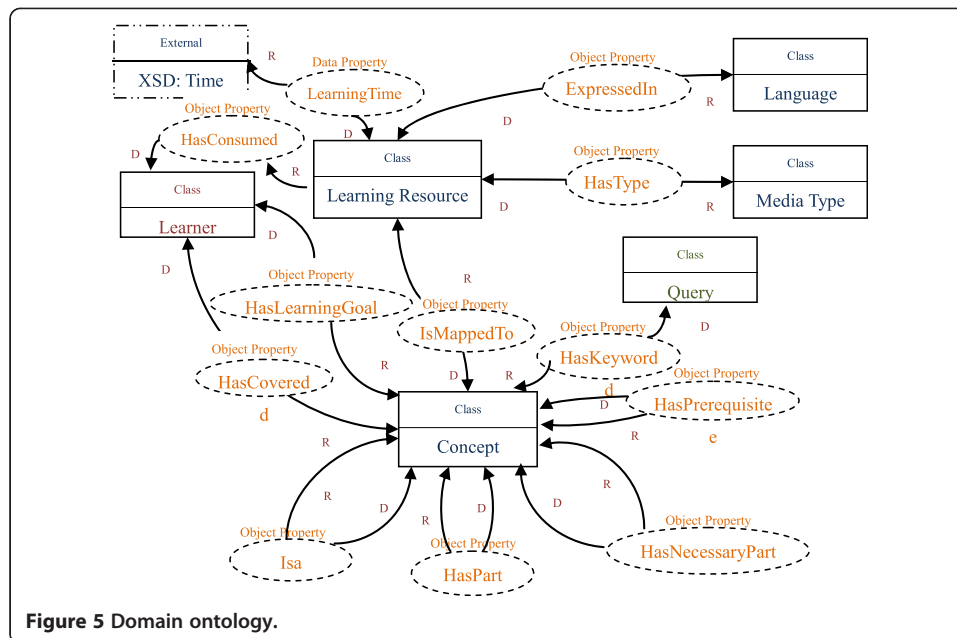 External
XSD: Time
R
Data Property
LearningTime
D
Object Property
ExpressedIn
D
R
Class
Language
Object Property
HasConsumed
D
R
Class
Learning Resource
Object Property
HasType
D
R
Class
Media Type
Class
Learner
D
D
Object Property
HasLearningGoal
R
R
Object Property
IsMappedTo
D
Class
Query
D
Object Property
HasKeyword
d
R
Object Property
HasCovered
d
R
Object Property
HasPrerequisite
e
D
R
Class
Concept
R
D
Object Property
Isa
R
D
Object Property
HasPart
R
D
Object Property
HasNecessaryPart
Figure 5 Domain ontology.